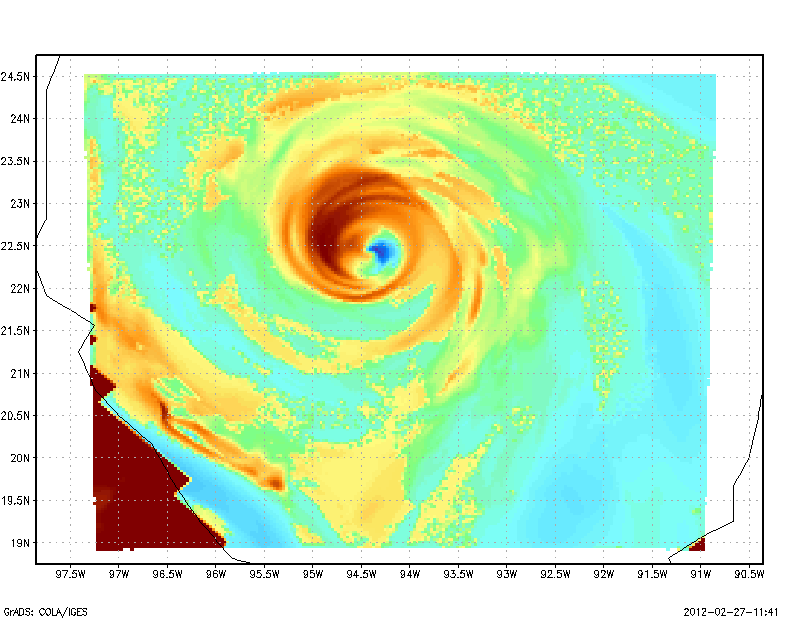 24.5N
24N
23.5N
23N
22.5N
22N
21.5N
21N
20.5N
20N
19.5N
19N
97.5W 97W 96.5W 96W 95.5W 95W 94.5W 94W 93.5W 93W 92.5W 92W 91.5W 91W 90.5W
GrADS: COLA/IGES 2012-02-27-11:41